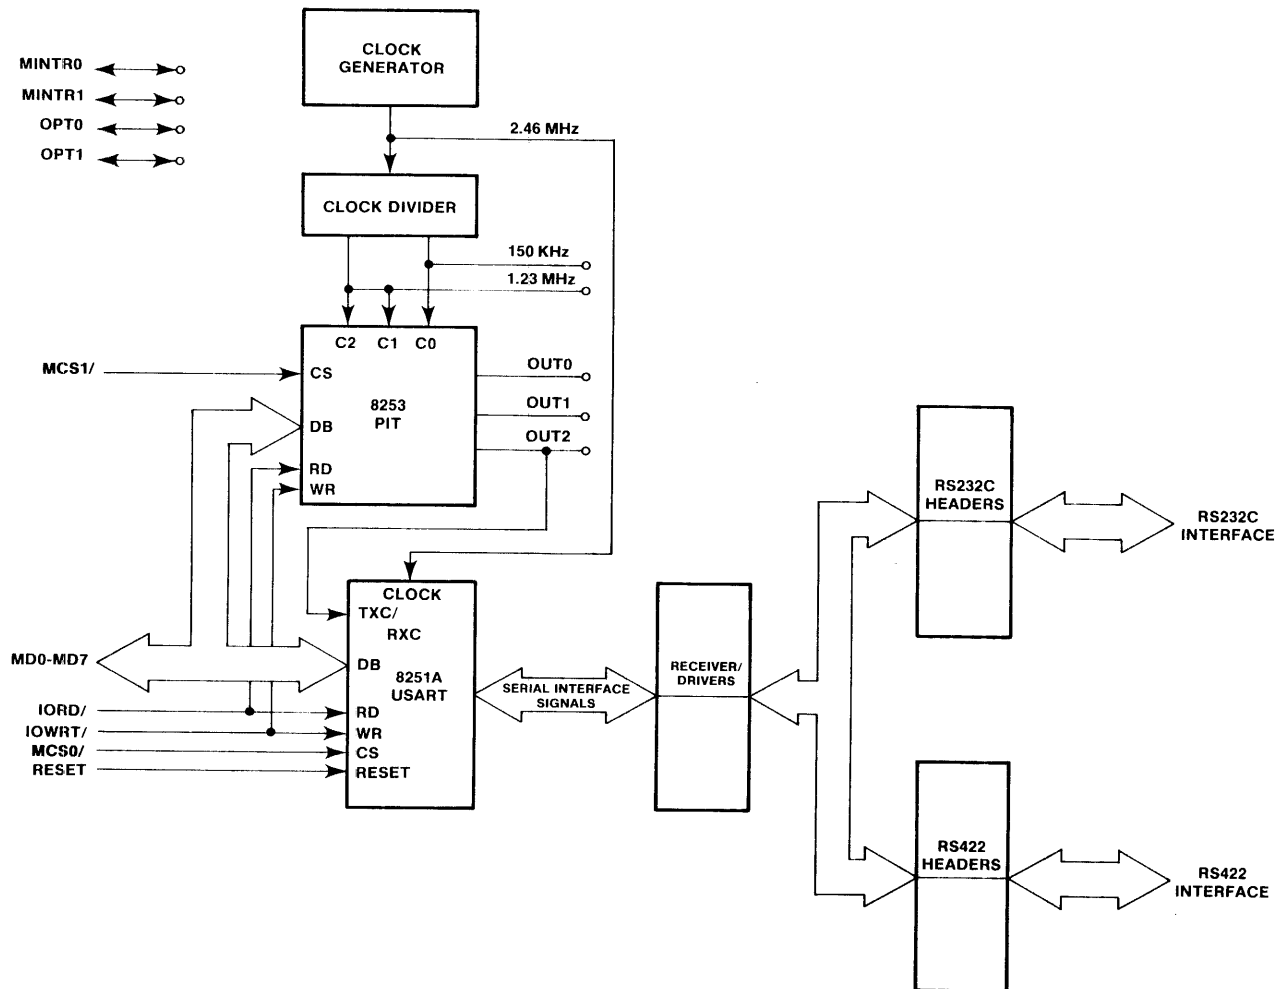 CLOCK
GENERATOR
MINTR0
MINTR1
OPT0
OPT1
2.46 MHz
CLOCK DIVIDER
150 KHz
1.23 MHz
C2 C1 C0
MCS1/
CS
8253
PIT
DB
RD
WR
OUT0
OUT1
OUT2
CLOCK
TXC/
RXC
MD0-MD7
DB
8251A
USART
IORD/
RD
IOWRT/
WR
MCS0/
CS
RESET
RESET
SERIAL INTERFACE
SIGNALS
RECEIVER/
DRIVERS
RS232C
HEADERS
RS232C
INTERFACE
RS422
HEADERS
RS422
INTERFACE